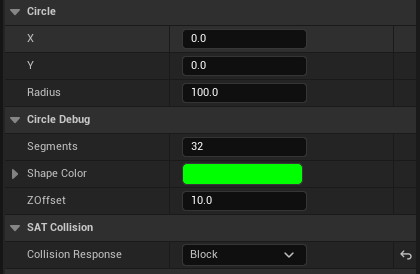 Circle
X 0.0
Y 0.0
Radius 100.0
Circle Debug
Segments 32
Shape Color
ZOffset 10.0
SAT Collision
Collision Response Block